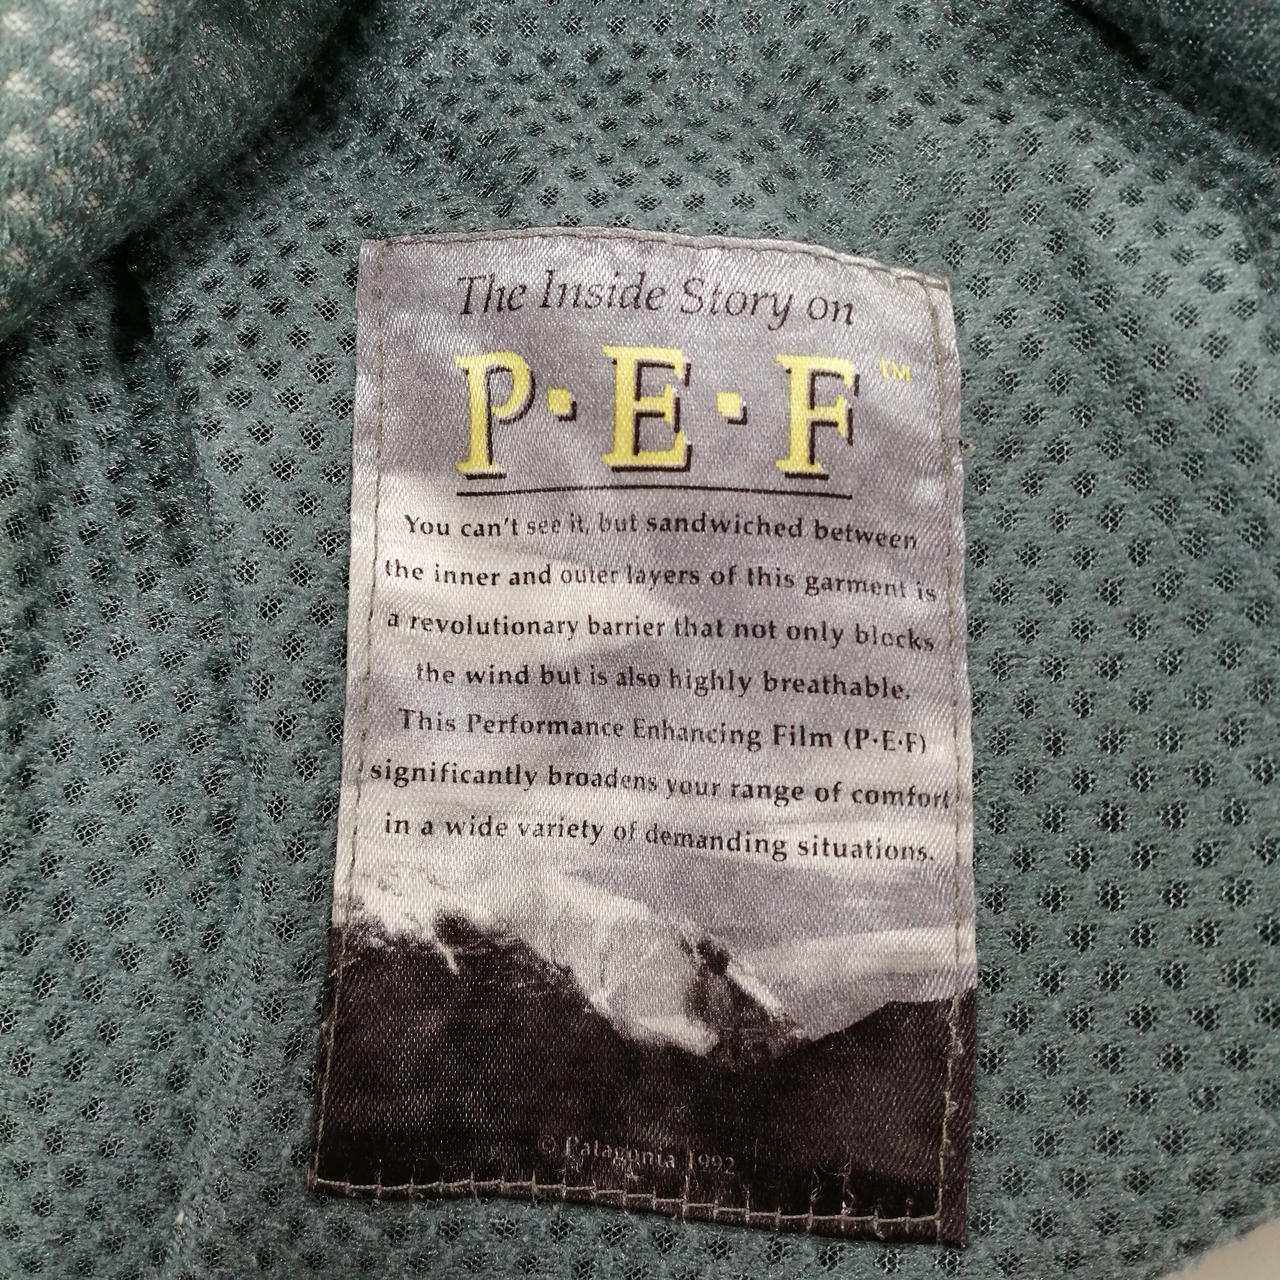 The Inside Story on
P·E·F™
You can't see it, but sandwiched between
the inner and outer layers of this garment is
a revolutionary barrier that not only blocks
the wind but is also highly breathable.
This Performance Enhancing Film (P·E·F)
significantly broadens your range of comfort
in a wide variety of demanding situations.
© Patagonia 1992